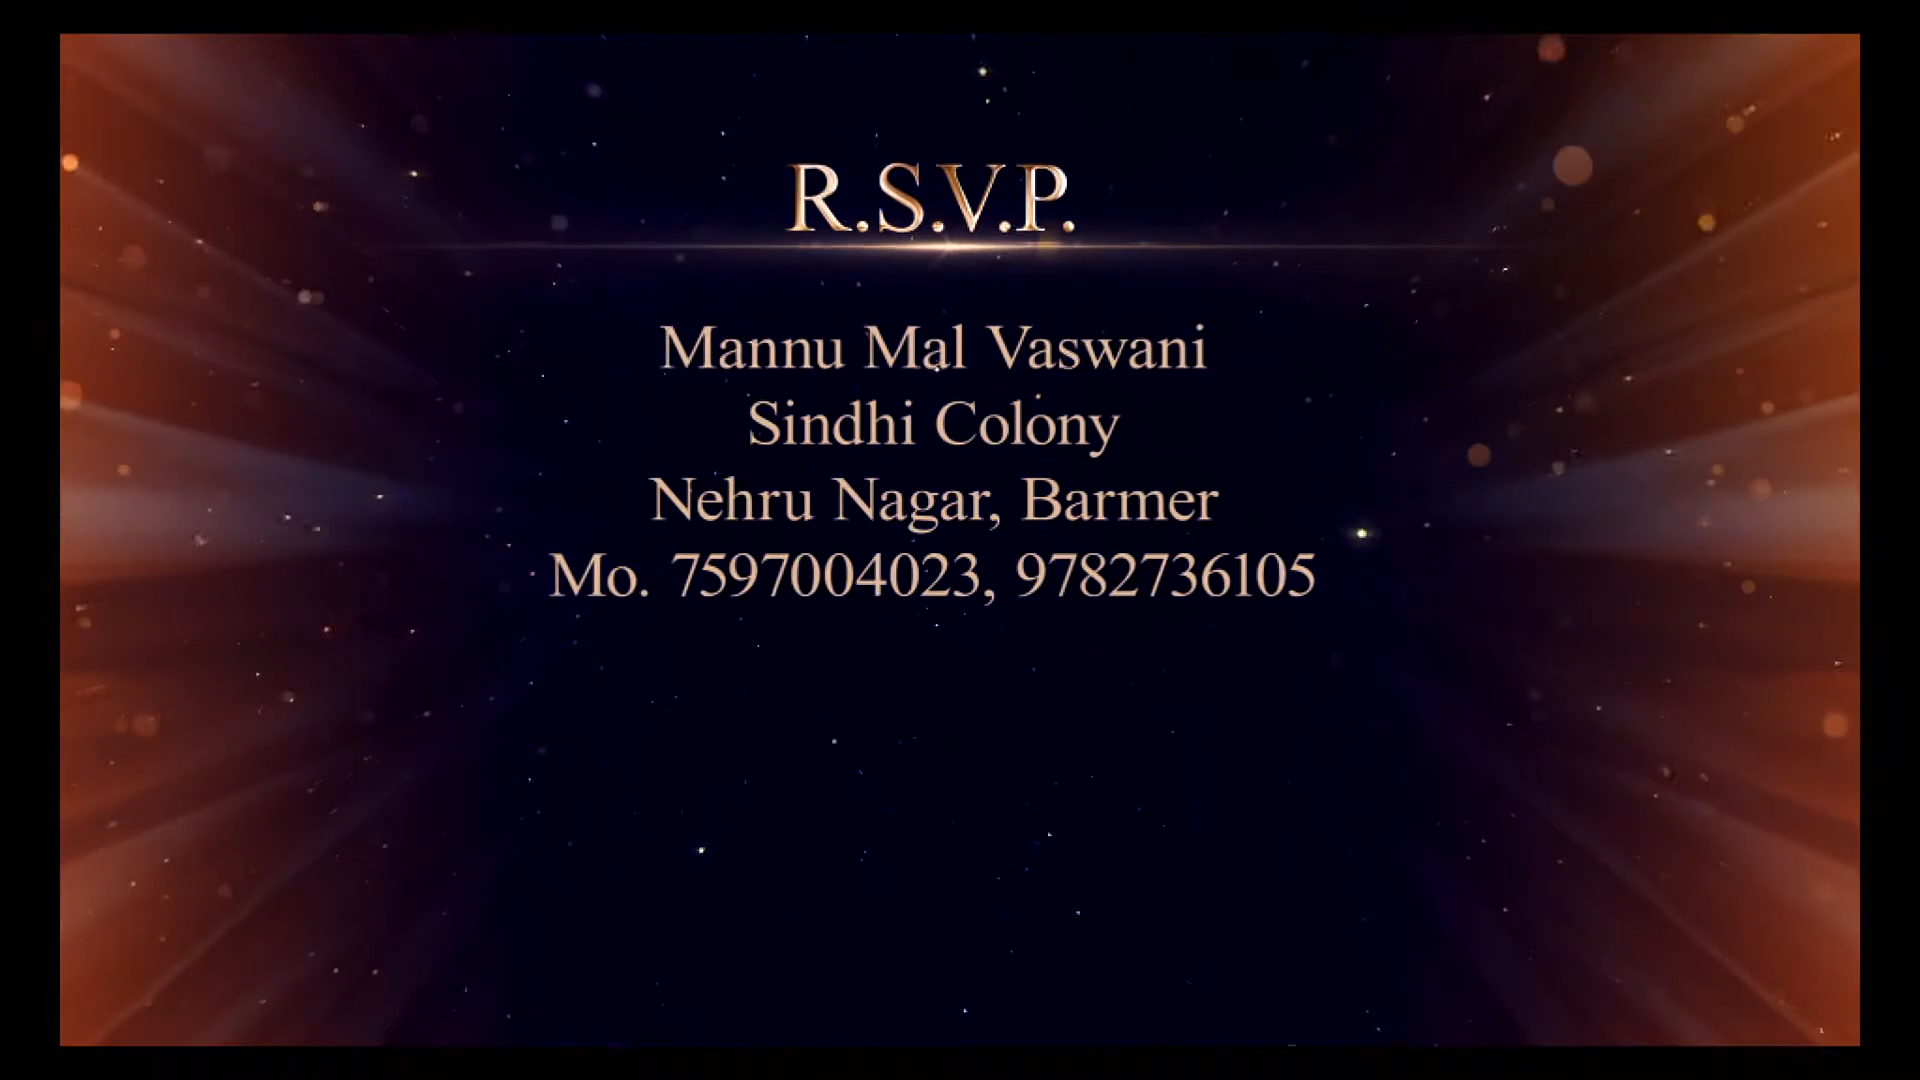 R.S.V.P.
Mannu Mal Vaswani
Sindhi Colony
Nehru Nagar, Barmer
Mo. 7597004023, 9782736105